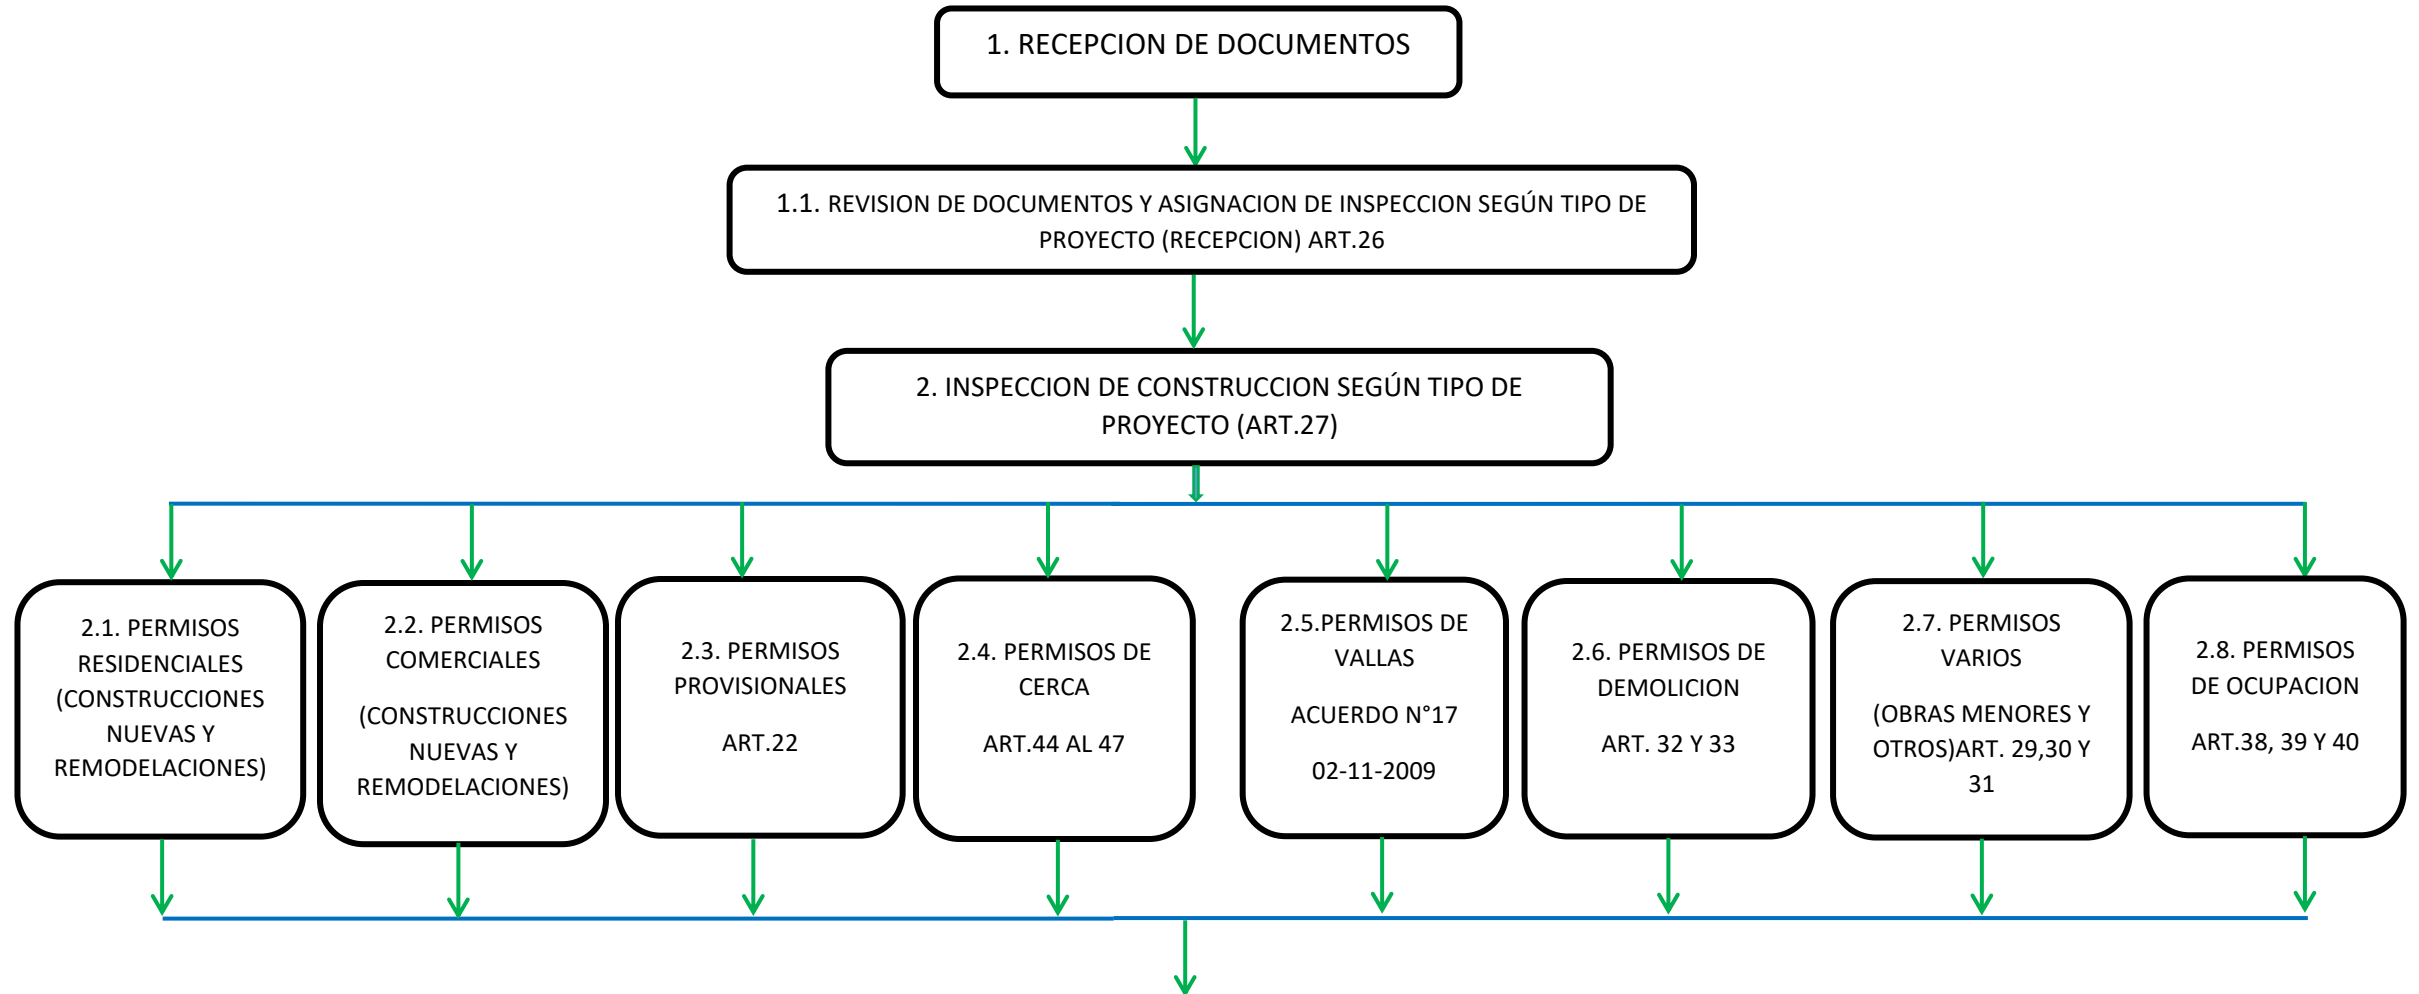 1. RECEPCION DE DOCUMENTOS
1.1. REVISION DE DOCUMENTOS Y ASIGNACION DE INSPECCION SEGÚN TIPO DE
PROYECTO (RECEPCION) ART.26
2. INSPECCION DE CONSTRUCCION SEGÚN TIPO DE
PROYECTO (ART.27)
2.1. PERMISOS
RESIDENCIALES
(CONSTRUCCIONES
NUEVAS Y
REMODELACIONES)
2.2. PERMISOS
COMERCIALES
(CONSTRUCCIONES
NUEVAS Y
REMODELACIONES)
2.3. PERMISOS
PROVISIONALES
ART.22
2.4. PERMISOS DE
CERCA
ART.44 AL 47
2.5.PERMISOS DE
VALLAS
ACUERDO N°17
02-11-2009
2.6. PERMISOS DE
DEMOLICION
ART. 32 Y 33
2.7. PERMISOS
VARIOS
(OBRAS MENORES Y
OTROS)ART. 29,30 Y
31
2.8. PERMISOS
DE OCUPACION
ART.38, 39 Y 40